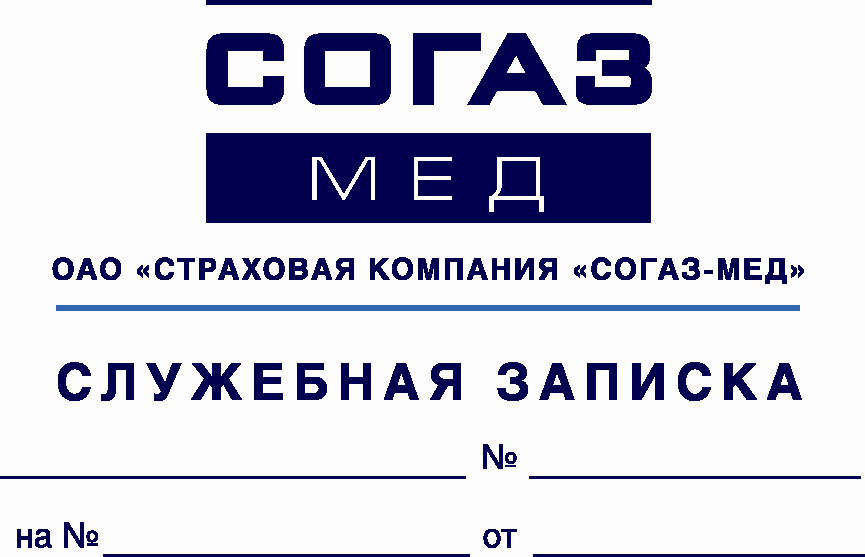 СОГАЗ
МЕД
ОАО «СТРАХОВАЯ КОМПАНИЯ «СОГАЗ-МЕД»
СЛУЖЕБНАЯ ЗАПИСКА
№
на № от